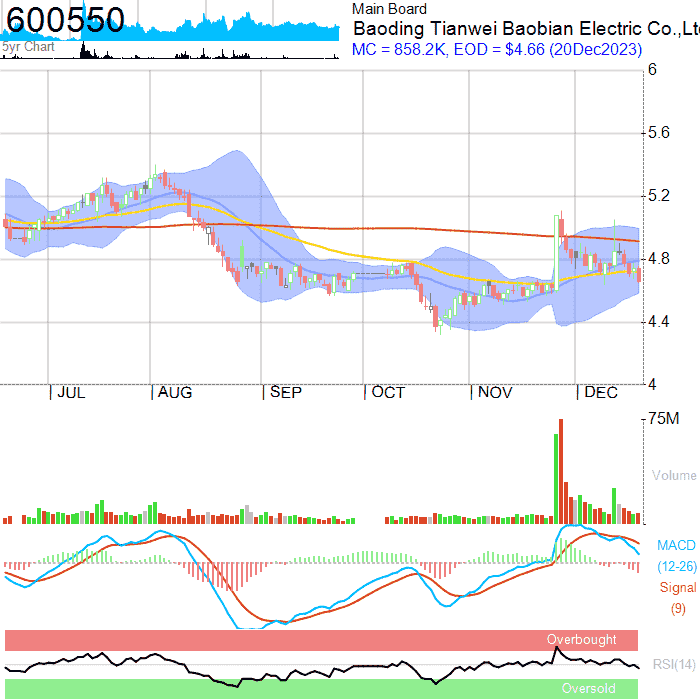 600550
5yr Chart
Main Board
Baoding Tianwei Baobian Electric Co.,Lt
MC = 858.2K, EOD = $4.66 (20Dec2023)
6
5.6
5.2
4.8
4.4
4
JUL AUG SEP OCT NOV DEC
75M
Volume
MACD
(12-26)
Signal
(9)
Overbought
RSI(14)
Oversold